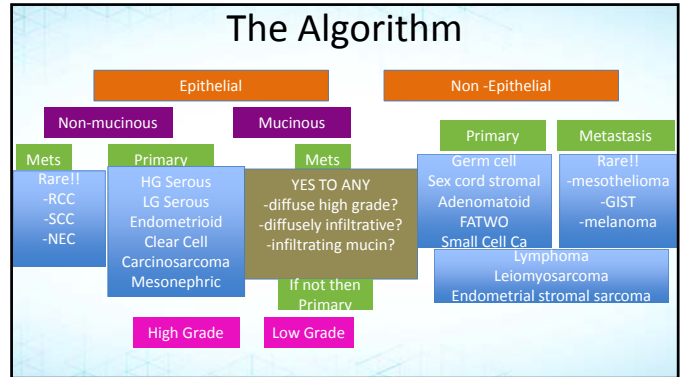 The Algorithm
Epithelial
Non -Epithelial
Non-mucinous
Mucinous
Primary
Metastasis
Mets
Primary
Mets
Rare!!
-RCC
-SCC
-NEC
HG Serous
LG Serous
Endometrioid
Clear Cell
Carcinosarcoma
Mesonephric
YES TO ANY
-diffuse high grade?
-diffusely infiltrative?
-infiltrating mucin?
If not then
Primary
Germ cell
Sex cord stromal
Adenomatoid
FATWO
Small Cell Ca
Rare!!
-mesothelioma
-GIST
-melanoma
Lymphoma
Leiomyosarcoma
Endometrial stromal sarcoma
High Grade
Low Grade